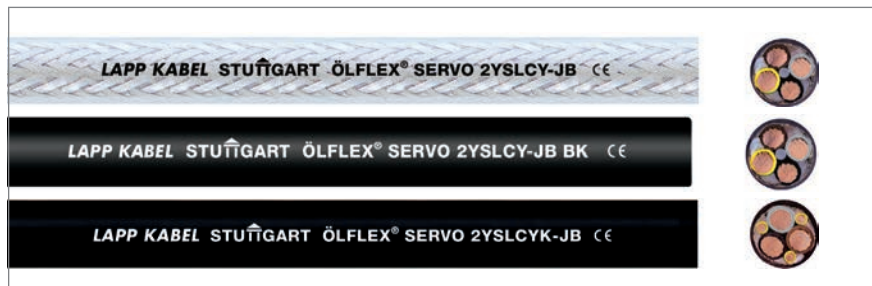 LAPP KABEL STUTTGART ÖLFLEX® SERVO 2YSLCY-JB CE
LAPP KABEL STUTTGART ÖLFLEX® SERVO 2YSLCY-JB BK CE
LAPP KABEL STUTTGART ÖLFLEX® SERVO 2YSLCYK-JB CE